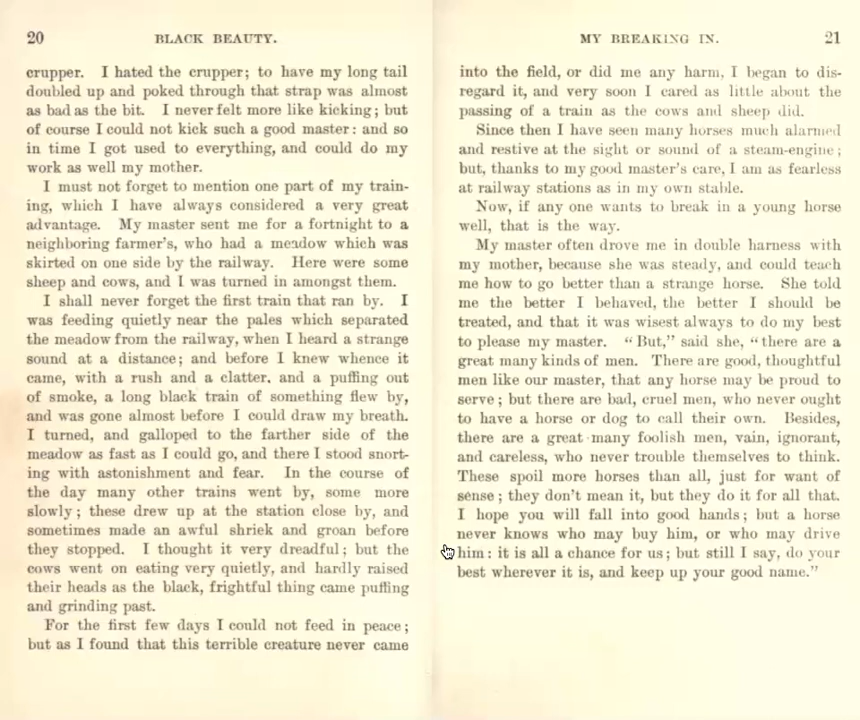 20 BLACK BEAUTY.
crupper. I hated the crupper; to have my long tail
doubled up and poked through that strap was almost
as bad as the bit. I never felt more like kicking; but
of course I could not kick such a good master: and so
in time I got used to everything, and could do my
work as well my mother.
I must not forget to mention one part of my train-
ing, which I have always considered a very great
advantage. My master sent me for a fortnight to a
neighboring farmer's, who had a meadow which was
skirted on one side by the railway. Here were some
sheep and cows, and I was turned in amongst them.
I shall never forget the first train that ran by. I
was feeding quietly near the pales which separated
the meadow from the railway, when I heard a strange
sound at a distance; and before I knew whence it
came, with a rush and a clatter, and a puffing out
of smoke, a long black train of something flew by,
and was gone almost before I could draw my breath.
I turned, and galloped to the farther side of the
meadow as fast as I could go, and there I stood snort-
ing with astonishment and fear. In the course of
the day many other trains went by, some more
slowly; these drew up at the station close by, and
sometimes made an awful shriek and groan before
they stopped. I thought it very dreadful; but the
cows went on eating very quietly, and hardly raised
their heads as the black, frightful thing came puffing
and grinding past.
For the first few days I could not feed in peace;
but as I found that this terrible creature never came
MY BREAKING IN. 21
into the field, or did me any harm, I began to dis-
regard it, and very soon I cared as little about the
passing of a train as the cows and sheep did.
Since then I have seen many horses much alarmed
and restive at the sight or sound of a steam-engine;
but, thanks to my good master's care, I am as fearless
at railway stations as in my own stable.
Now, if any one wants to break in a young horse
well, that is the way.
My master often drove me in double harness with
my mother, because she was steady, and could teach
me how to go better than a strange horse. She told
me the better I behaved, the better I should be
treated, and that it was wisest always to do my best
to please my master. "But," said she, "there are a
great many kinds of men. There are good, thoughtful
men like our master, that any horse may be proud to
serve; but there are bad, cruel men, who never ought
to have a horse or dog to call their own. Besides,
there are a great many foolish men, vain, ignorant,
and careless, who never trouble themselves to think.
These spoil more horses than all, just for want of
sense; they don't mean it, but they do it for all that.
I hope you will fall into good hands; but a horse
never knows who may buy him, or who may drive
him: it is all a chance for us; but still I say, do your
best wherever it is, and keep up your good name."